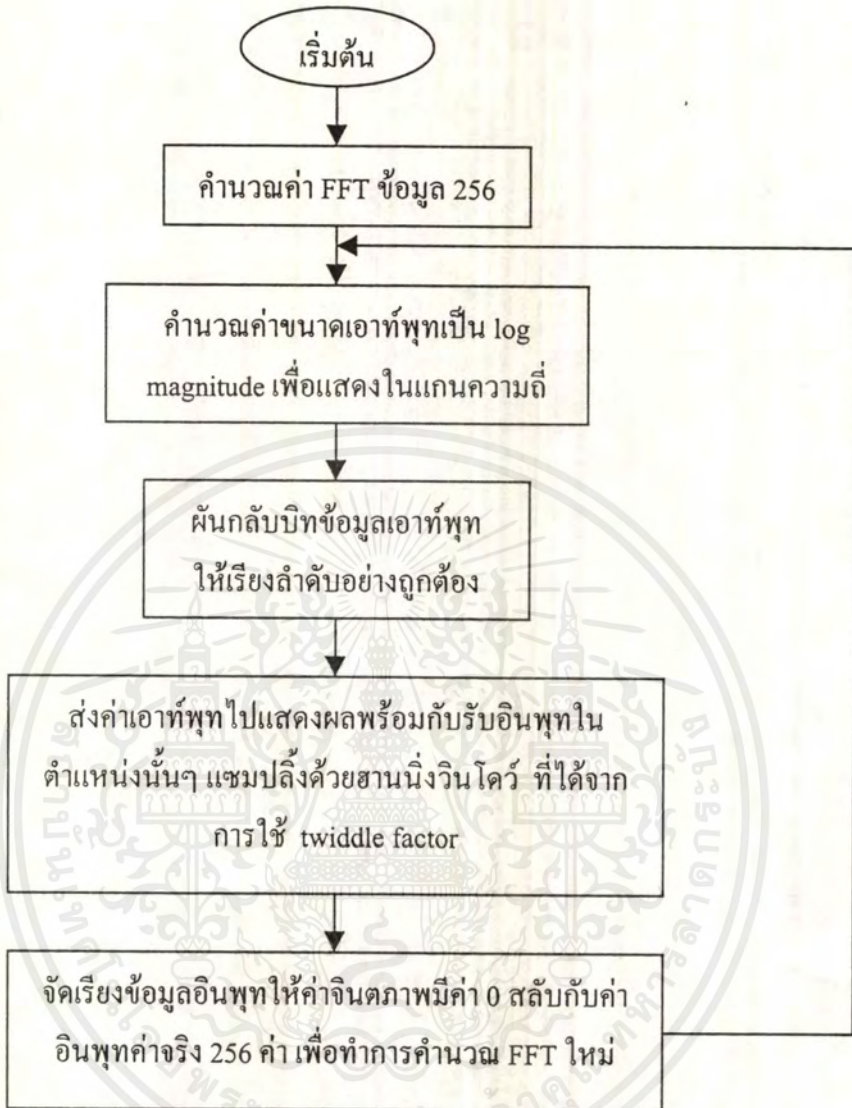 เริ่มต้น
คำนวณค่า FFT ข้อมูล 256
คำนวณค่าขนาดเอาท์พุทเป็น log
magnitude เพื่อแสดงในแกนความถี่
ผันกลับบิทข้อมูลเอาท์พุท
ให้เรียงลำดับอย่างถูกต้อง
ส่งค่าเอาท์พุทไปแสดงผลพร้อมกับรับอินพุทใน
ตำแหน่งนั้นๆ แซมปลิ้งด้วยฮานนิ่งวินโดว์ ที่ได้จาก
การใช้ twiddle factor
จัดเรียงข้อมูลอินพุทให้ค่าจินตภาพมีค่า 0 สลับกับค่า
อินพุทค่าจริง 256 ค่า เพื่อทำการคำนวณ FFT ใหม่